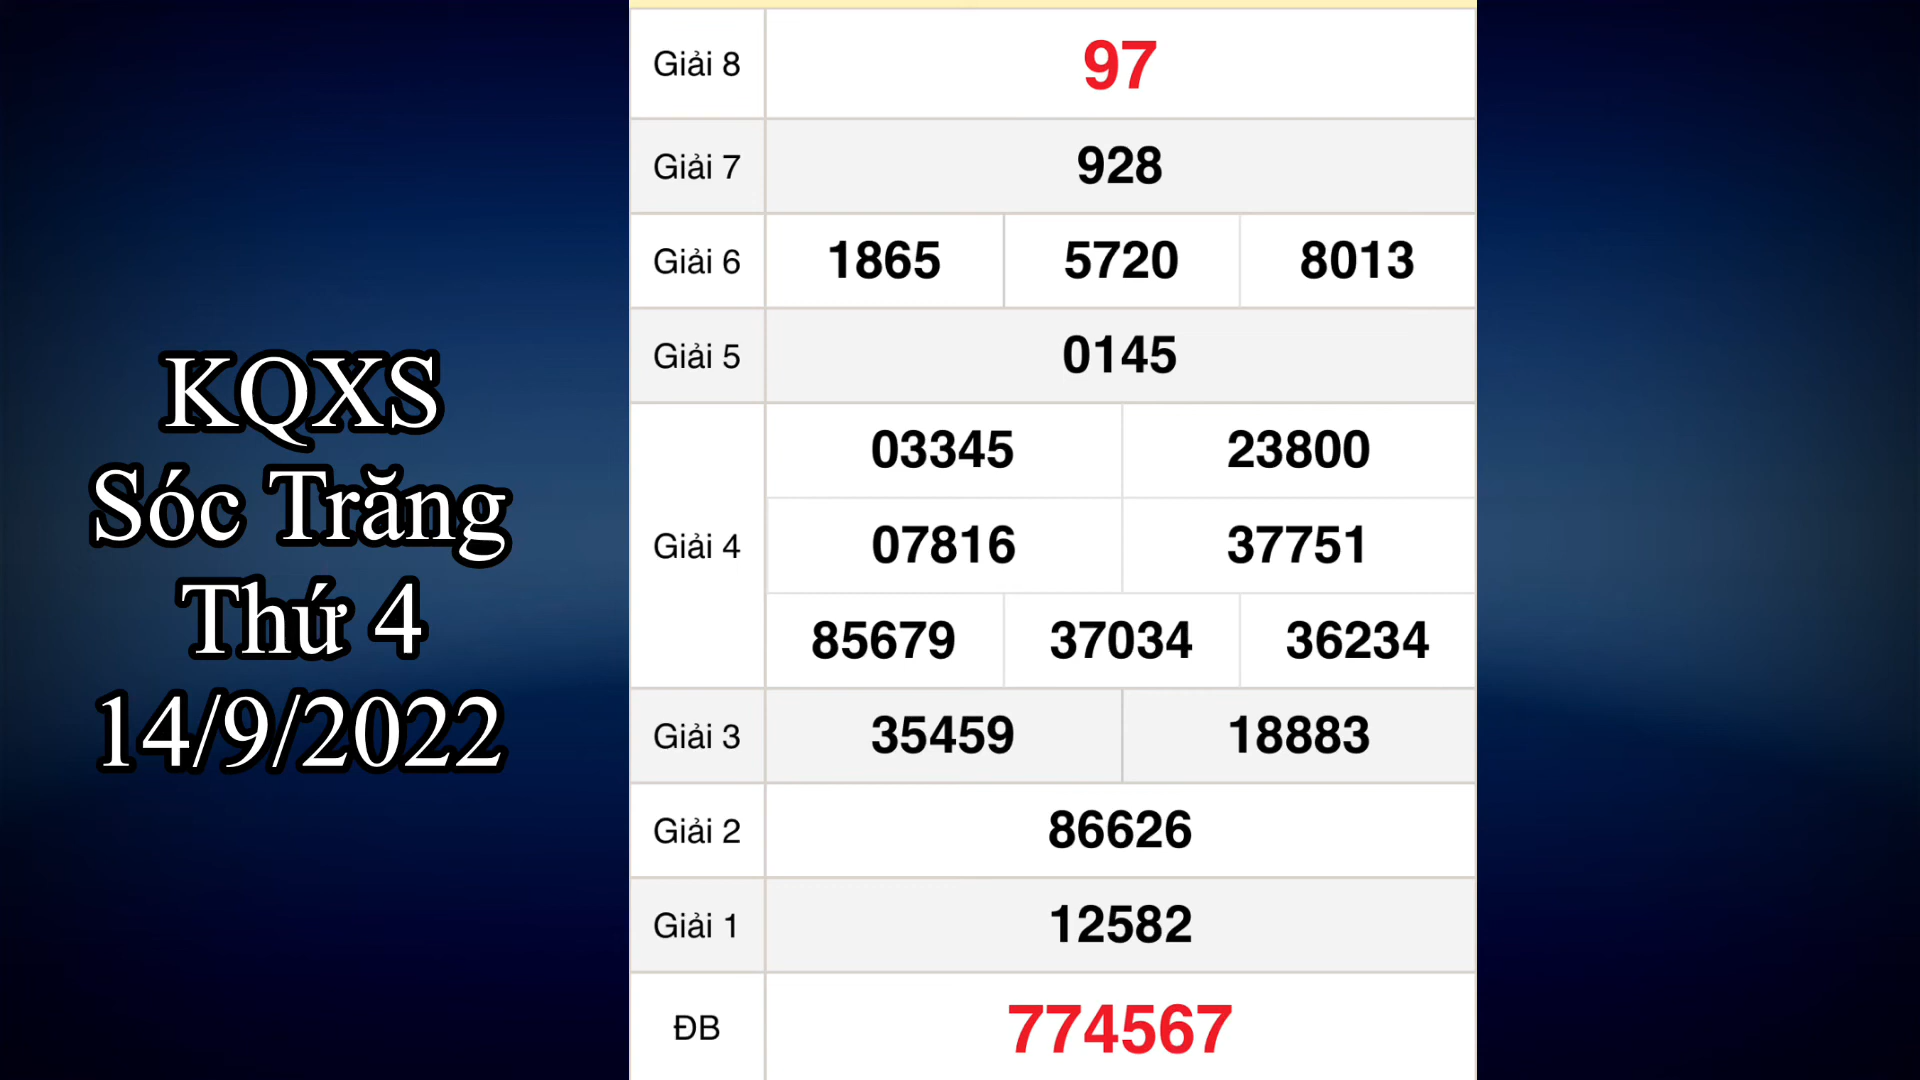 KQXS
Sóc Trăng
Thứ 4
14/9/2022
Giải 8 97
Giải 7 928
Giải 6 1865 5720 8013
Giải 5 0145
03345 23800
Giải 4 07816 37751
85679 37034 36234
Giải 3 35459 18883
Giải 2 86626
Giải 1 12582
ĐB 774567